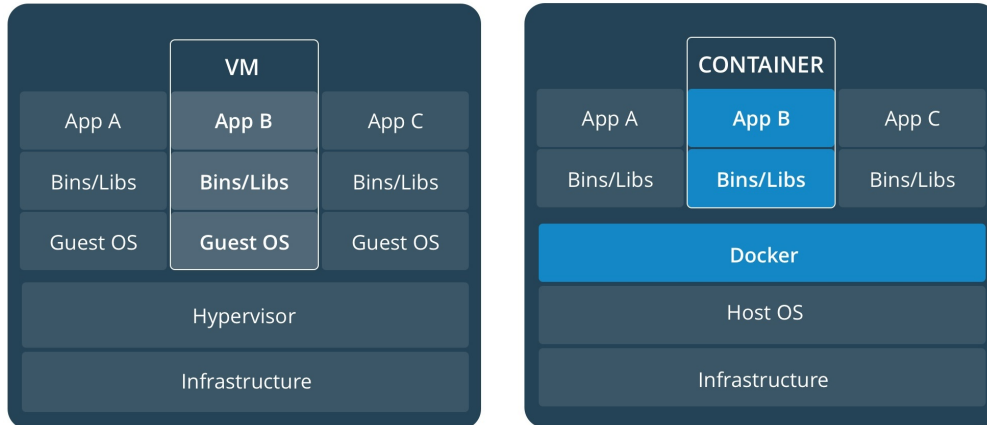 VM
App A App B App C
Bins/Libs Bins/Libs Bins/Libs
Guest OS Guest OS Guest OS
Hypervisor
Infrastructure
CONTAINER
App A App B App C
Bins/Libs Bins/Libs Bins/Libs
Docker
Host OS
Infrastructure